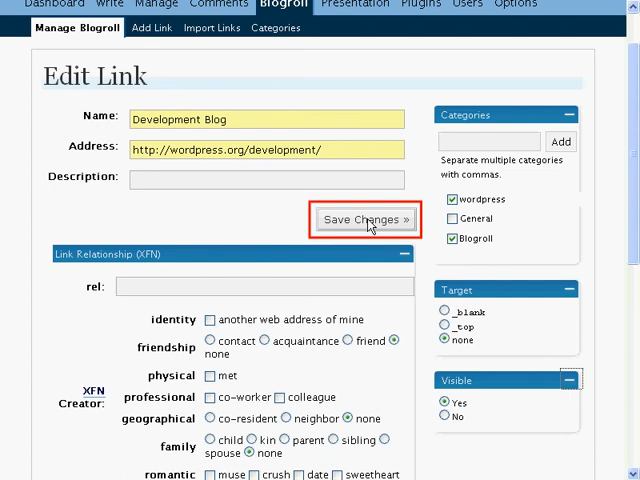 Dashboard Write Manage Comments Blogroll Presentation Plugins Users Options
Manage Blogroll Add Link Import Links Categories
Edit Link
Name: Development Blog
Address: http://wordpress.org/development/
Description:
Save Changes »
Link Relationship (XFN)
rel:
identity another web address of mine
friendship contact acquaintance friend
none
physical met
XFN
Creator:
professional co-worker colleague
geographical co-resident neighbor none
family child kin parent sibling
spouse none
romantic muse crush date sweetheart
Categories
Add
Separate multiple categories
with commas.
wordpress
General
Blogroll
Target
_blank
_top
none
Visible
Yes
No